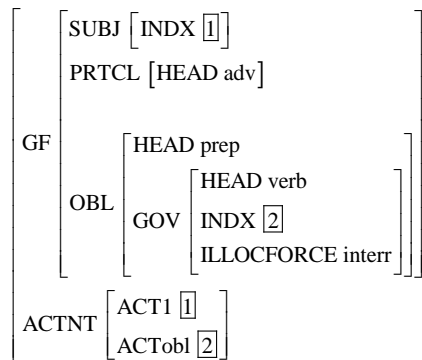 SUBJ [INDX 1]
PRTCL [HEAD adv]
HEAD prep
HEAD verb
GF
OBL
GOV
INDX 2
ILLOCFORCE interr
ACT1 1
ACTNT
ACTobl 2